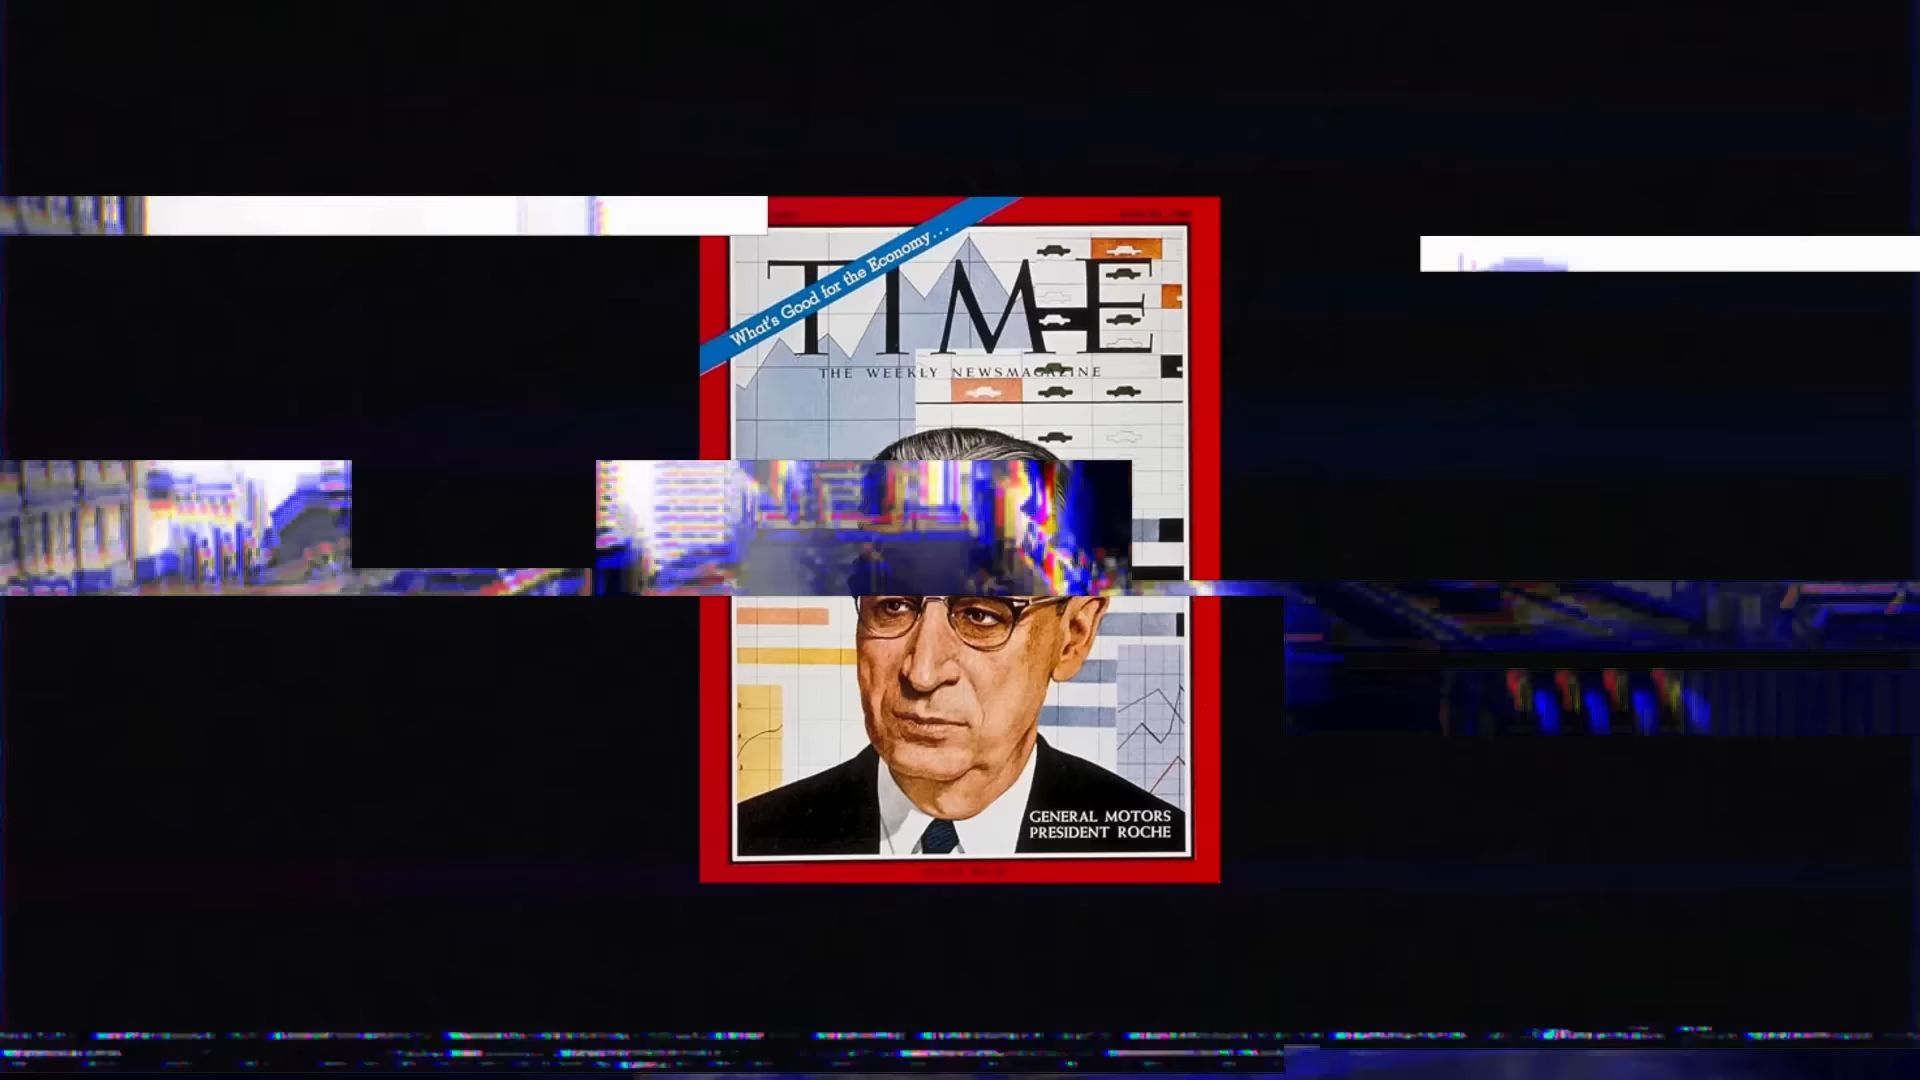 What's Good for the Economy...
TIME
THE WEEKLY NEWSMAGAZINE
GENERAL MOTORS
PRESIDENT ROCHE